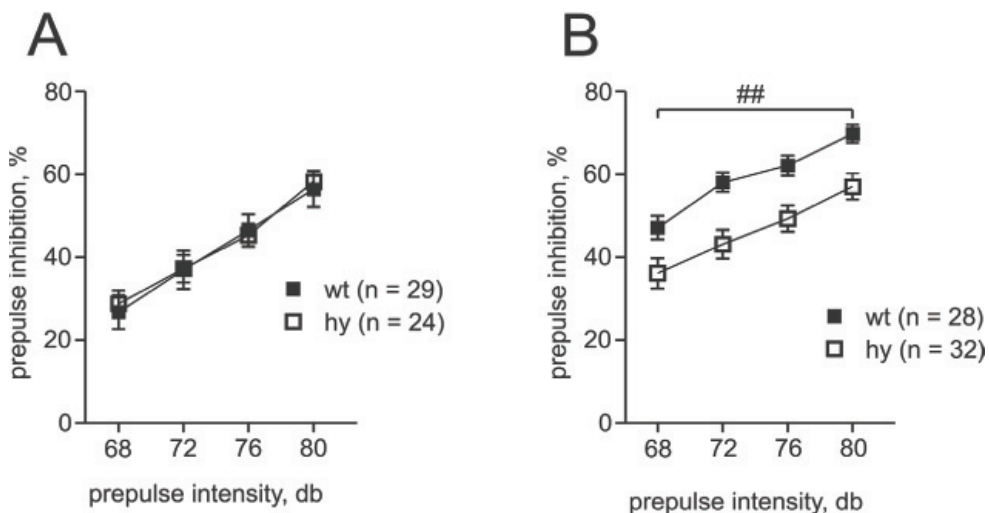 A
80
60
40
20
0
prepulse inhibition, %
wt (n = 29)
hy (n = 24)
68 72 76 80
prepulse intensity, db
B
##
80
60
40
20
0
prepulse inhibition, %
wt (n = 28)
hy (n = 32)
68 72 76 80
prepulse intensity, db